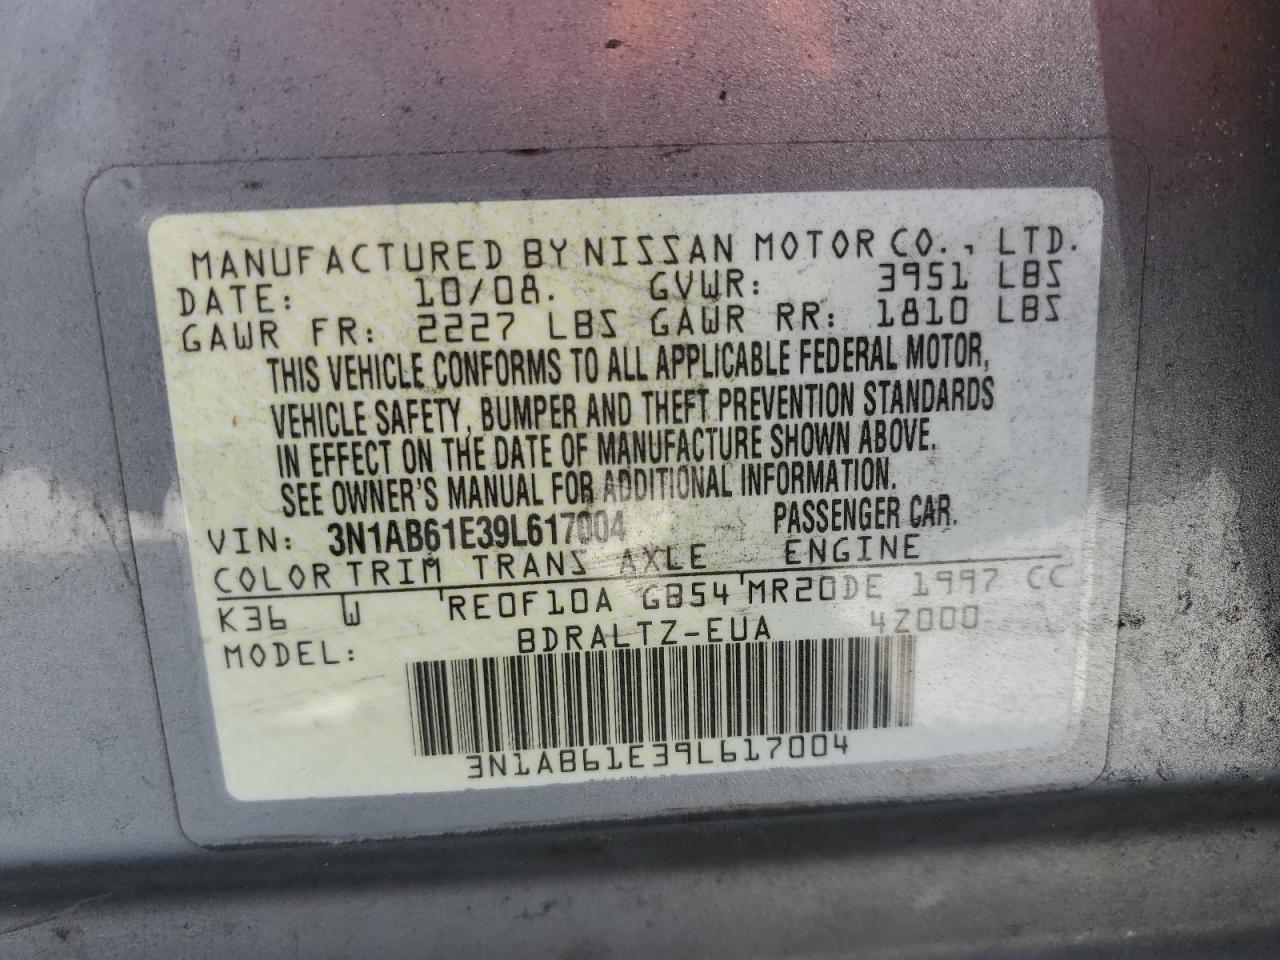 MANUFACTURED BY NISSAN MOTOR CO., LTD.
DATE: 10/08. GVWR: 3951 LBS
GAWR FR: 2227 LBS GAWR RR: 1810 LBS
THIS VEHICLE CONFORMS TO ALL APPLICABLE FEDERAL MOTOR,
VEHICLE SAFETY, BUMPER AND THEFT PREVENTION STANDARDS
IN EFFECT ON THE DATE OF MANUFACTURE SHOWN ABOVE.
SEE OWNER'S MANUAL FOR ADDITIONAL INFORMATION.
VIN: 3N1AB61E39L617004 PASSENGER CAR.
COLOR TRIM TRANS AXLE ENGINE
K36 W RE0F10A GB54 MR20DE 1997 CC
MODEL: BDRALTZ-EUA 4Z000
3N1AB61E39L617004